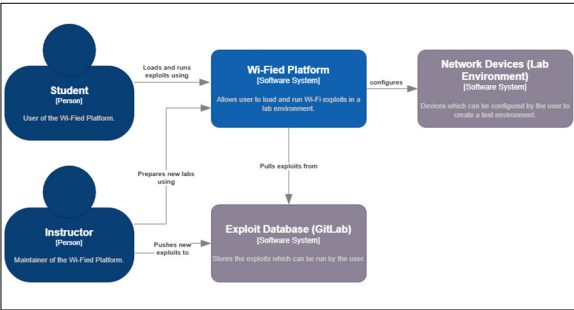 Student
[Person]
User of the Wi-Fied Platform.
Loads and runs
exploits using
Wi-Fied Platform
[Software System]
Allows user to load and run Wi-Fi exploits in a
lab environment.
configures
Network Devices (Lab
Environment)
[Software System]
Devices which can be configured by the user to
create a test environment.
Prepares new labs
using
Pulls exploits from
Instructor
[Person]
Maintainer of the Wi-Fied Platform.
Pushes new
exploits to
Exploit Database (GitLab)
[Software System]
Stores the exploits which can be run by the user.